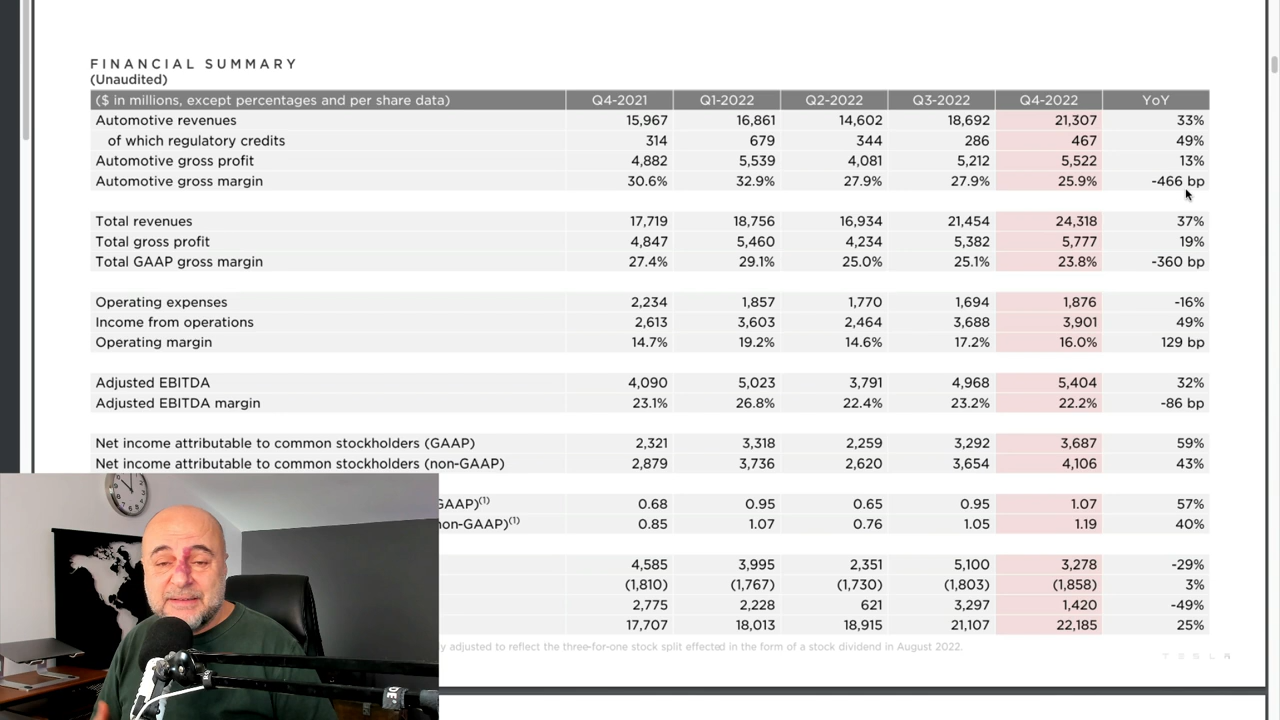 FINANCIAL SUMMARY
(Unaudited)
($ in millions, except percentages and per share data) Q4-2021 Q1-2022 Q2-2022 Q3-2022 Q4-2022 YoY
Automotive revenues 15,967 16,861 14,602 18,692 21,307 33%
of which regulatory credits 314 679 344 286 467 49%
Automotive gross profit 4,882 5,539 4,081 5,212 5,522 13%
Automotive gross margin 30.6% 32.9% 27.9% 27.9% 25.9% -466 bp
Total revenues 17,719 18,756 16,934 21,454 24,318 37%
Total gross profit 4,847 5,460 4,234 5,382 5,777 19%
Total GAAP gross margin 27.4% 29.1% 25.0% 25.1% 23.8% -360 bp
Operating expenses 2,234 1,857 1,770 1,694 1,876 -16%
Income from operations 2,613 3,603 2,464 3,688 3,901 49%
Operating margin 14.7% 19.2% 14.6% 17.2% 16.0% 129 bp
Adjusted EBITDA 4,090 5,023 3,791 4,968 5,404 32%
Adjusted EBITDA margin 23.1% 26.8% 22.4% 23.2% 22.2% -86 bp
Net income attributable to common stockholders (GAAP) 2,321 3,318 2,259 3,292 3,687 59%
Net income attributable to common stockholders (non-GAAP) 2,879 3,736 2,620 3,654 4,106 43%
GAAP)(1) 0.68 0.95 0.65 0.95 1.07 57%
non-GAAP)(1) 0.85 1.07 0.76 1.05 1.19 40%
4,585 3,995 2,351 5,100 3,278 -29%
(1,810) (1,767) (1,730) (1,803) (1,858) 3%
2,775 2,228 621 3,297 1,420 -49%
17,707 18,013 18,915 21,107 22,185 25%
adjusted to reflect the three-for-one stock split effected in the form of a stock dividend in August 2022.
TESLA